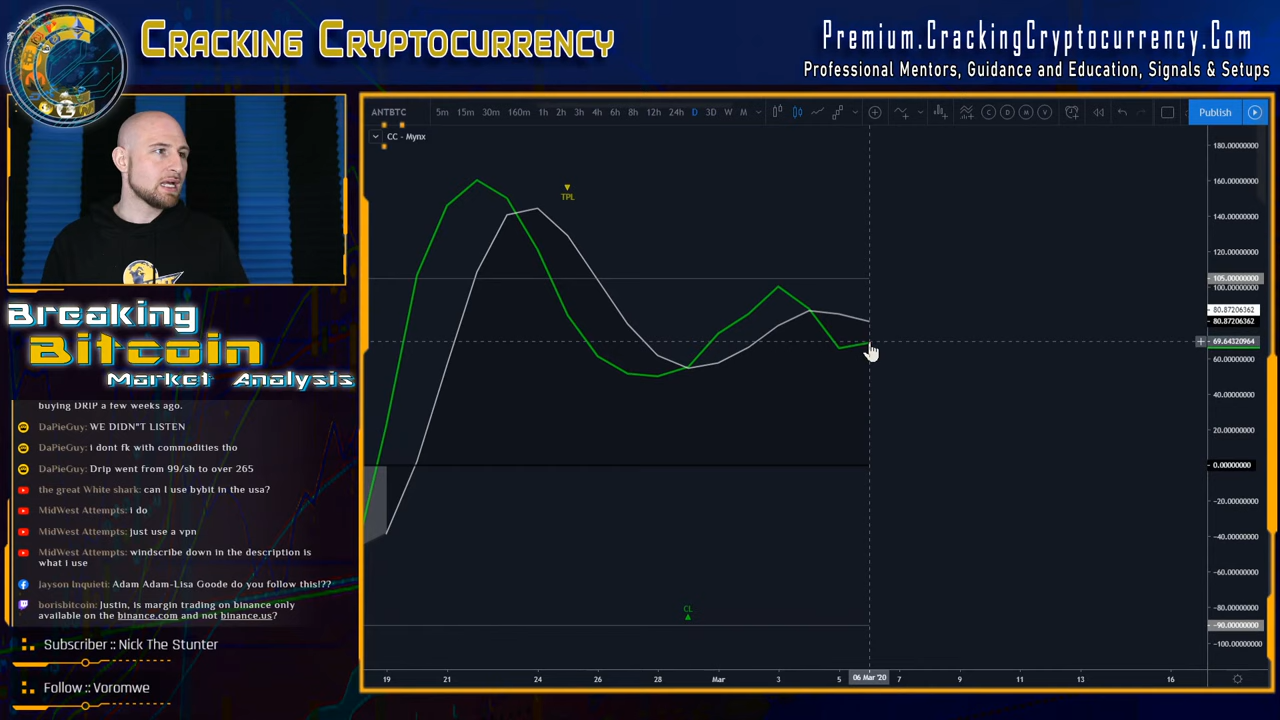 CRACKING CRYPTOCURRENCY
Premium.CrackingCryptocurrency.Com
Professional Mentors, Guidance and Education, Signals & Setups
ANTBTC 5m 15m 30m 160m 1h 2h 3h 4h 6h 8h 12h 24h D 3D W M
C D M V
Publish
CC - Mynx
TPL
CL
180.00000000
160.00000000
140.00000000
120.00000000
105.00000000
100.00000000
80.87206362
80.87206362
69.64320964
60.00000000
40.00000000
20.00000000
0.00000000
-20.00000000
-40.00000000
-60.00000000
-80.00000000
-90.00000000
-100.00000000
19 21 24 26 28 Mar 3 5 06 Mar '20 7 9 11 13 16
Breaking
Bitcoin
Market Analysis
buying DRIP a few weeks ago.
DaPieGuy: WE DIDN"T LISTEN
DaPieGuy: i dont fk with commodities tho
DaPieGuy: Drip went from 99/sh to over 265
the great White shark: can I use bybit in the usa?
MidWest Attempts: i do
MidWest Attempts: just use a vpn
MidWest Attempts: windscribe down in the description is
what i use
Jayson Inquieti: Adam Adam-Lisa Goode do you follow this!??
borisbitcoin: Justin, is margin trading on binance only
available on the binance.com and not binance.us?
Subscriber :: Nick The Stunter
Follow :: Voromwe